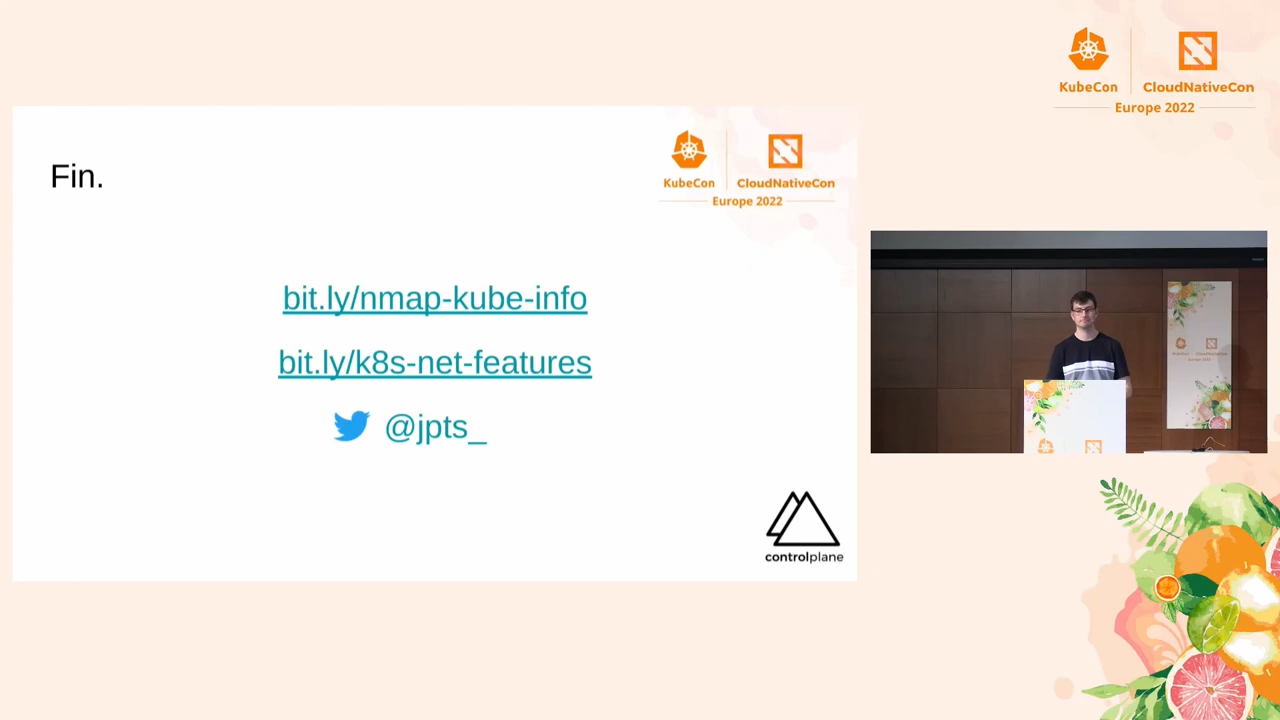 KubeCon
CloudNativeCon
Europe 2022
Fin.
KubeCon
CloudNativeCon
Europe 2022
bit.ly/nmap-kube-info
bit.ly/k8s-net-features
@jpts_
controlplane